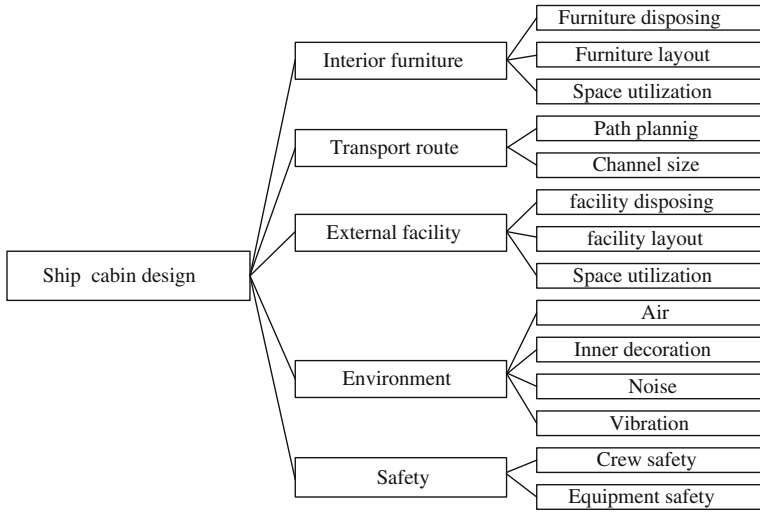 Ship cabin design
Interior furniture
Furniture disposing
Furniture layout
Space utilization
Transport route
Path plannig
Channel size
External facility
facility disposing
facility layout
Space utilization
Environment
Air
Inner decoration
Noise
Vibration
Safety
Crew safety
Equipment safety